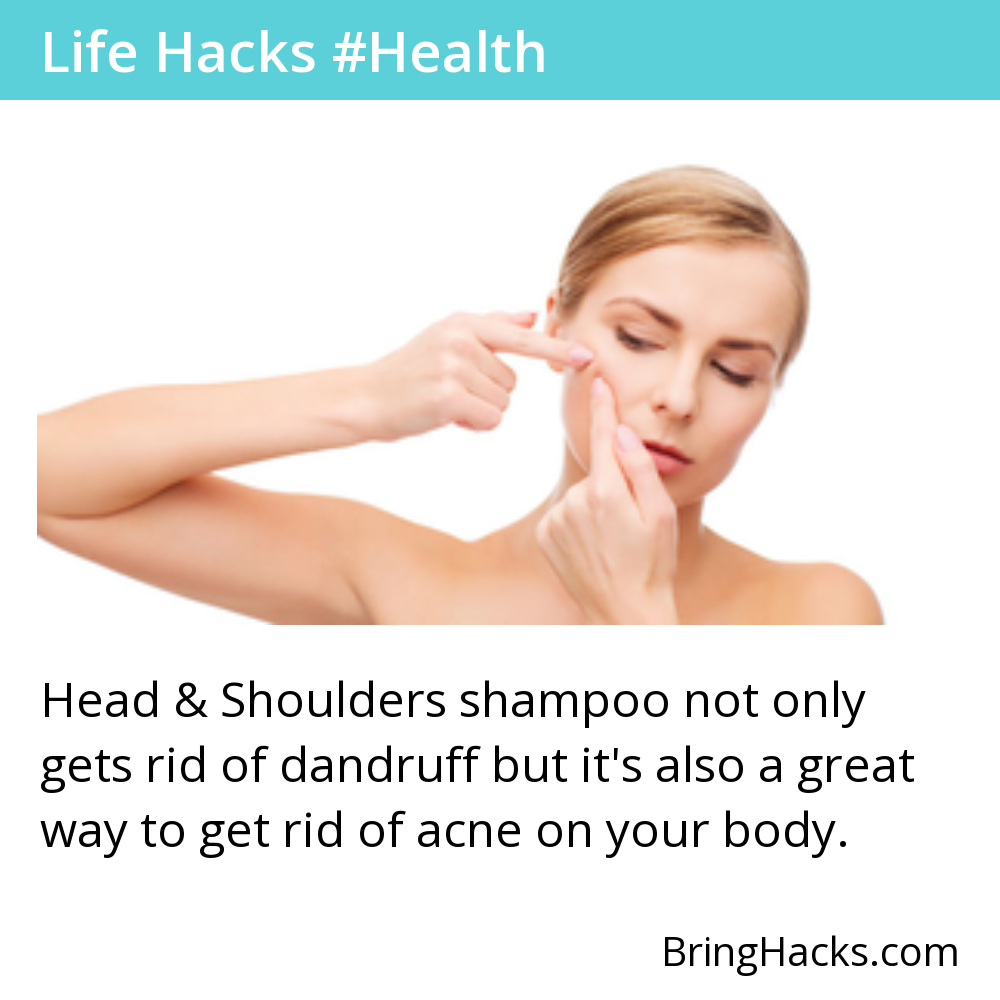 Life Hacks #Health
Head & Shoulders shampoo not only
gets rid of dandruff but it's also a great
way to get rid of acne on your body.
BringHacks.com